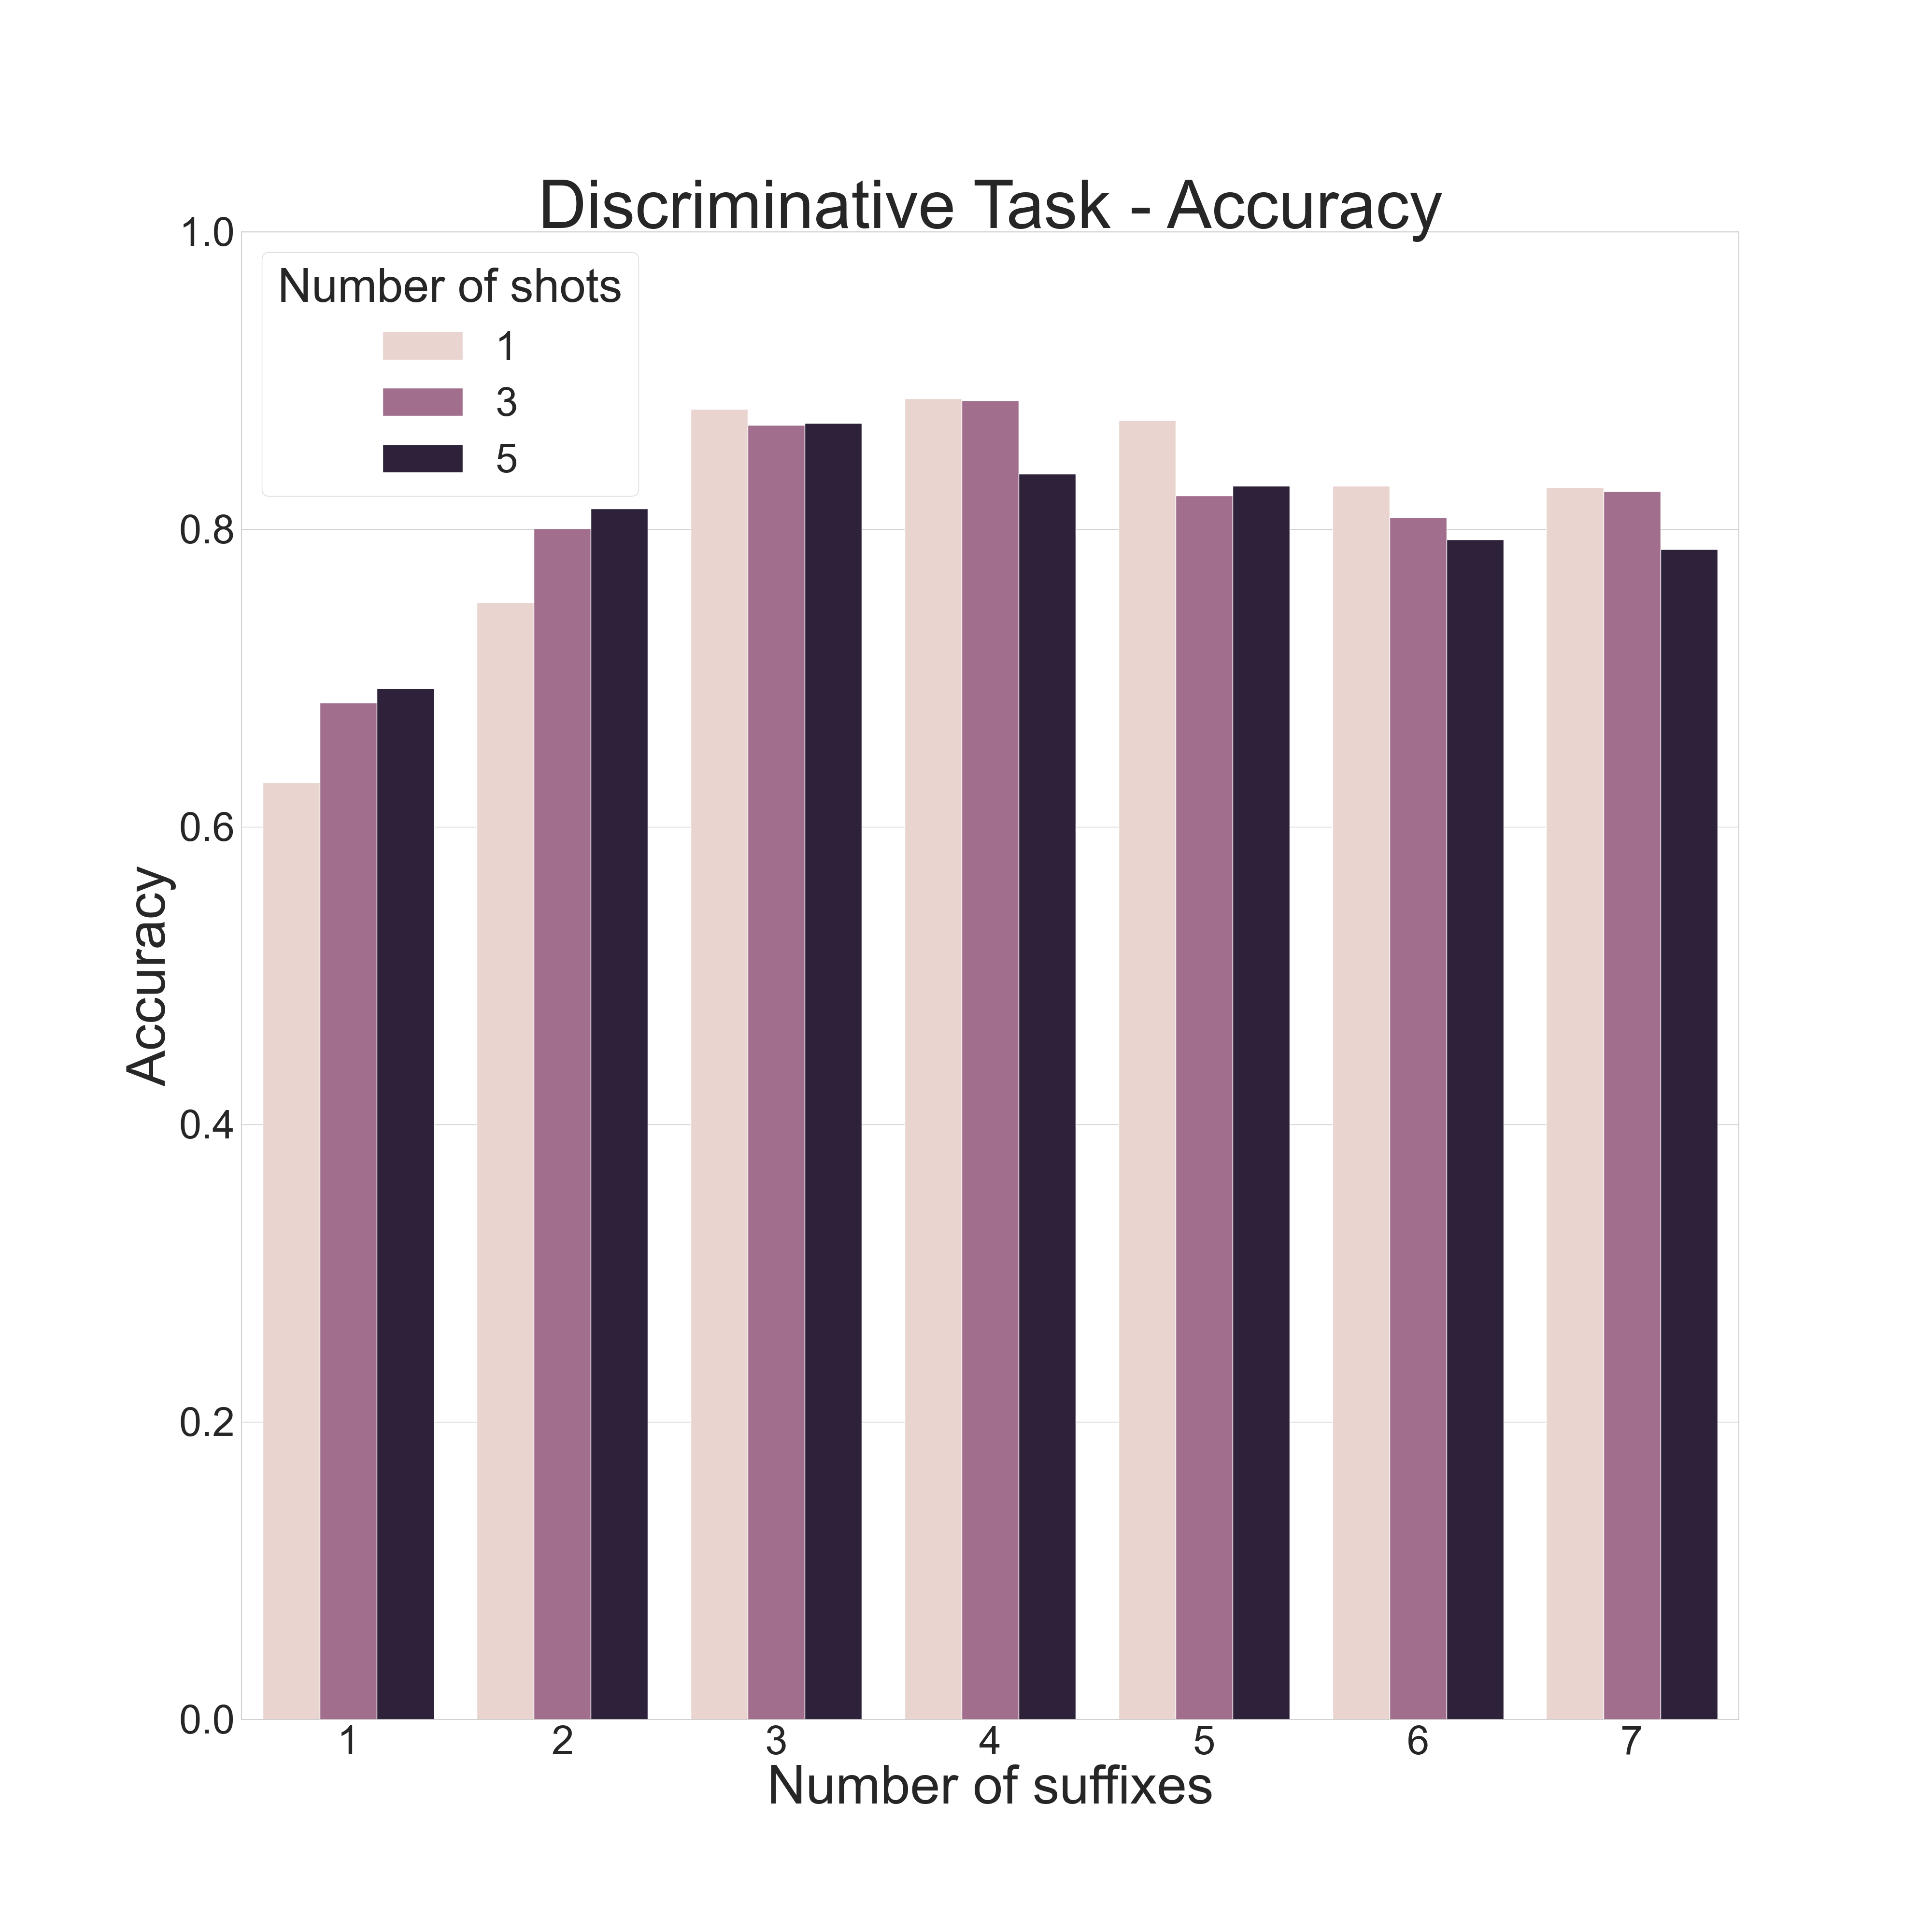 Discriminative Task - Accuracy
1.0
Number of shots
1
3
5
0.8
0.6
Accuracy
0.4
0.2
0.0
1 2 3 4 5 6 7
Number of suffixes